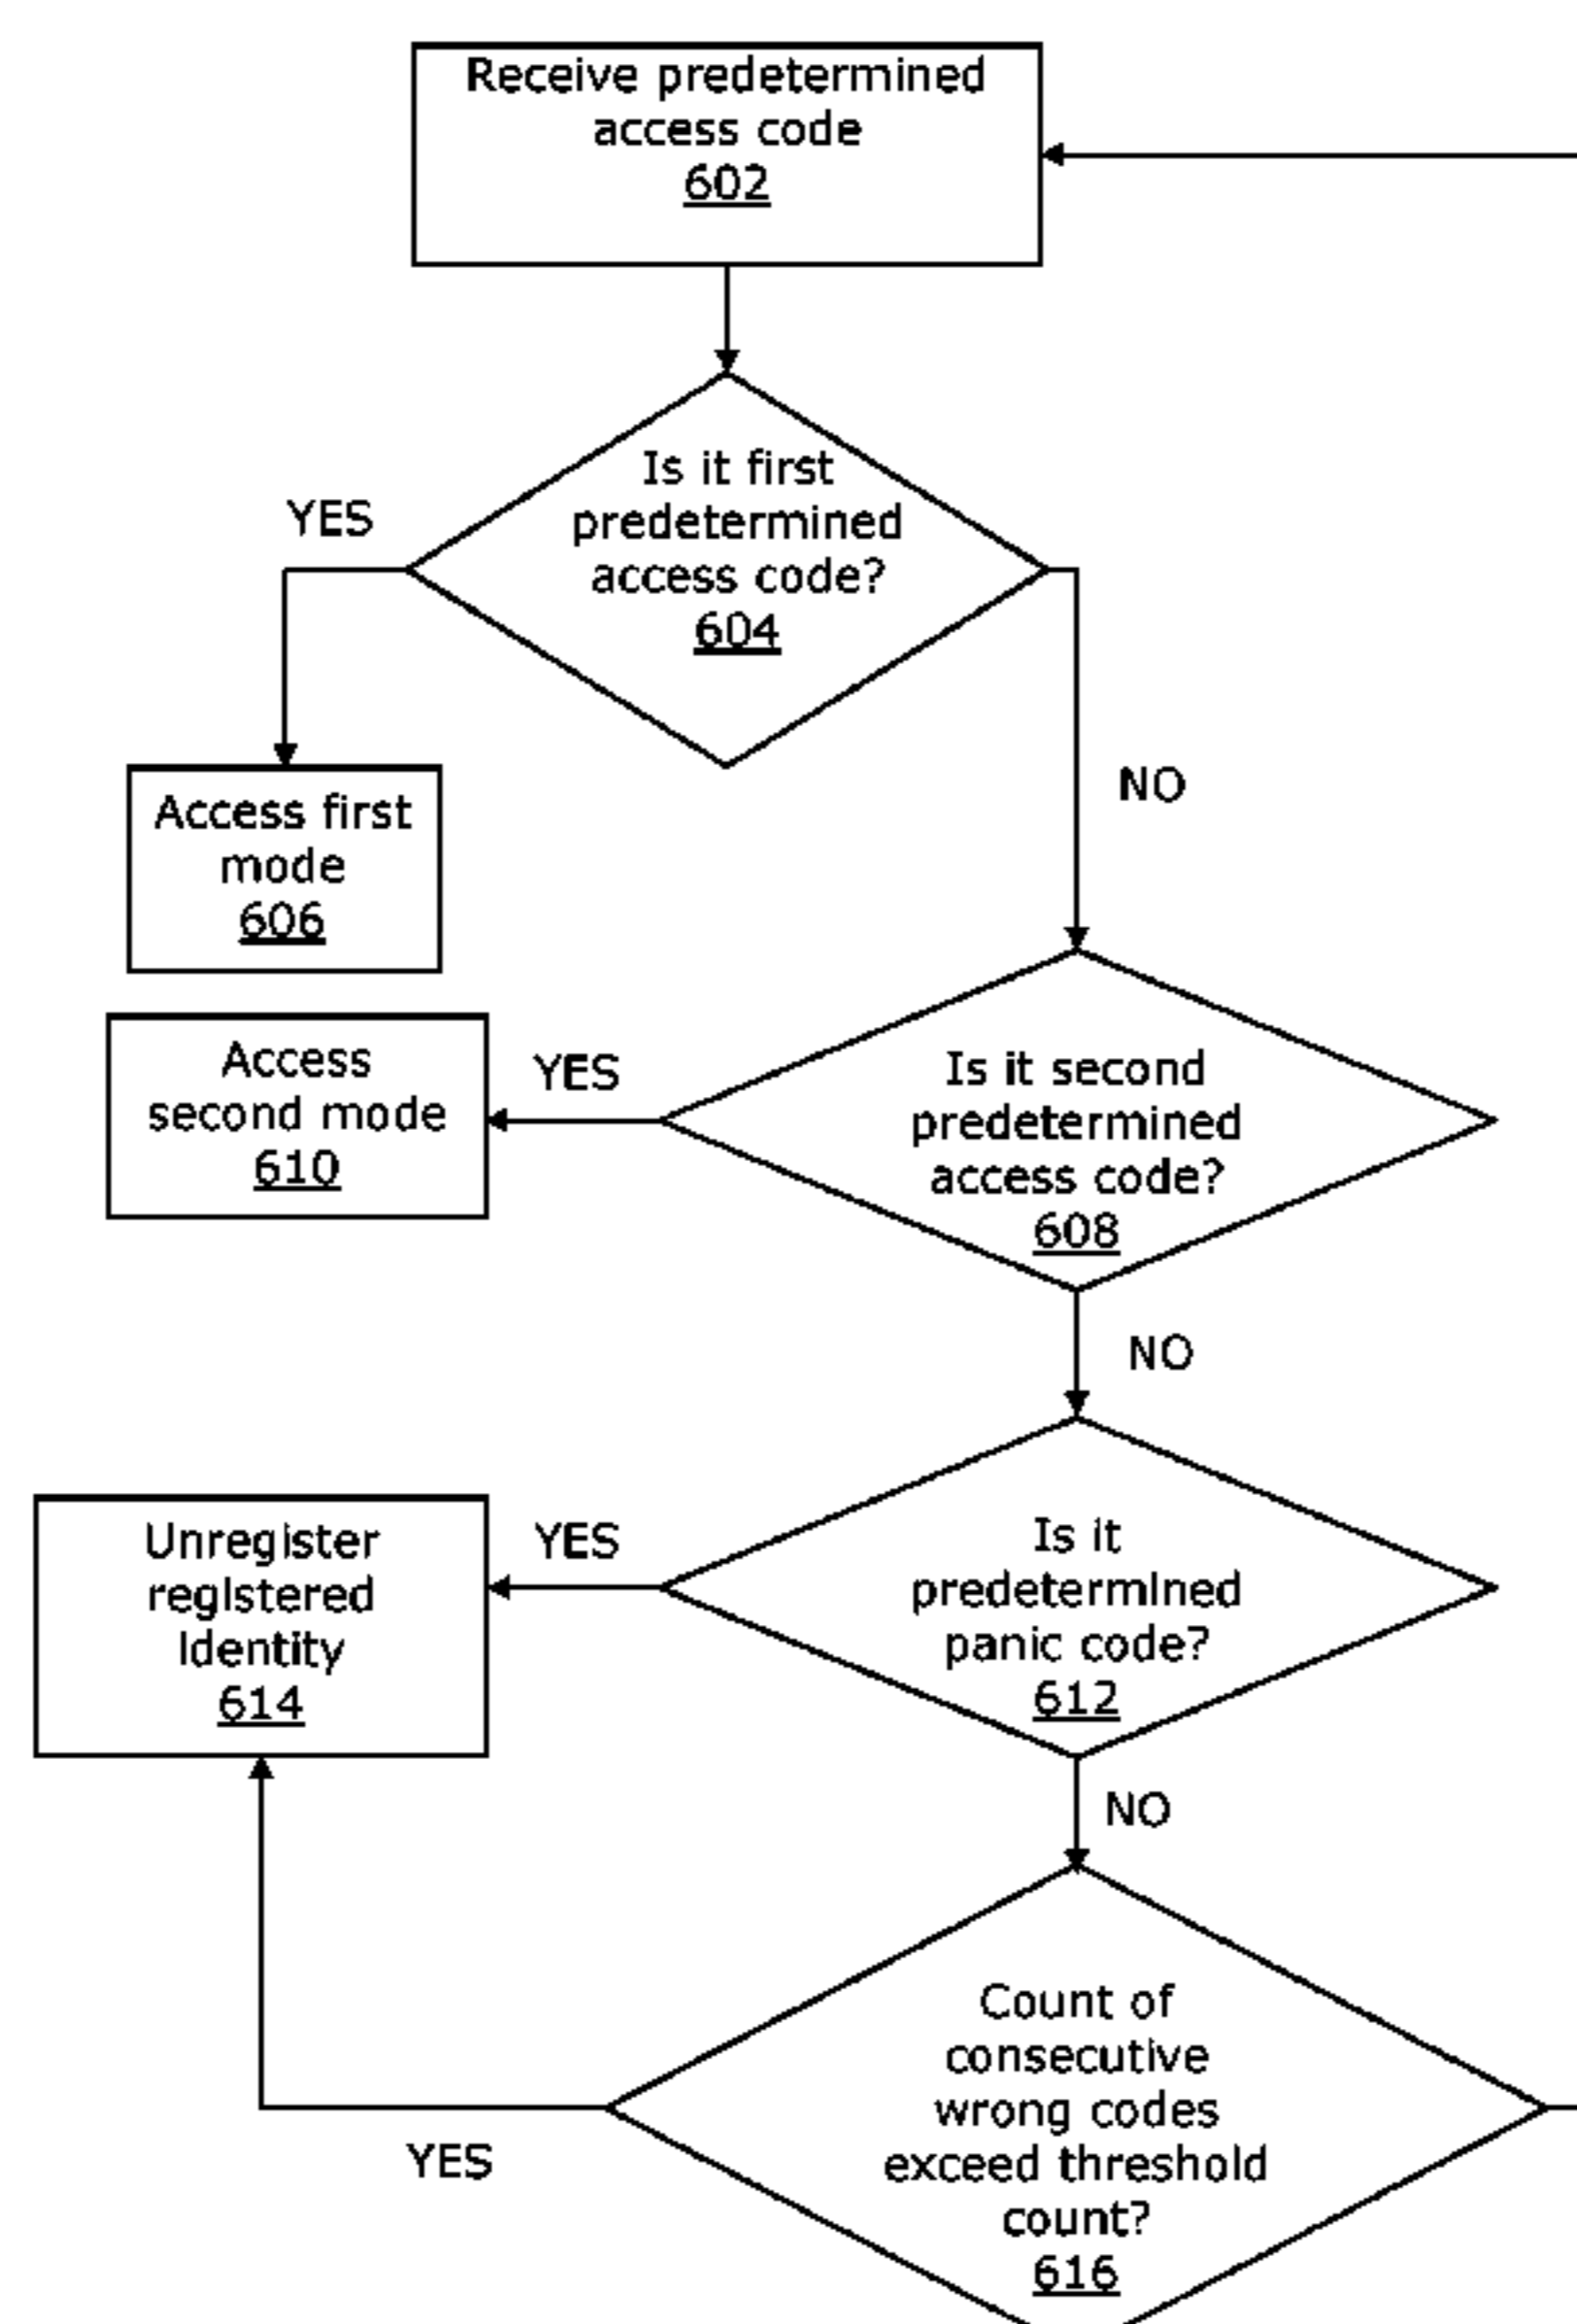 Receive predetermined
access code
602
Is it first
predetermined
access code?
604
YES
NO
Access first
mode
606
Access
second mode
610
YES
Is it second
predetermined
access code?
608
NO
Unregister
registered
Identity
614
YES
Is it
predetermined
panic code?
612
NO
Count of
consecutive
wrong codes
exceed threshold
count?
616
YES